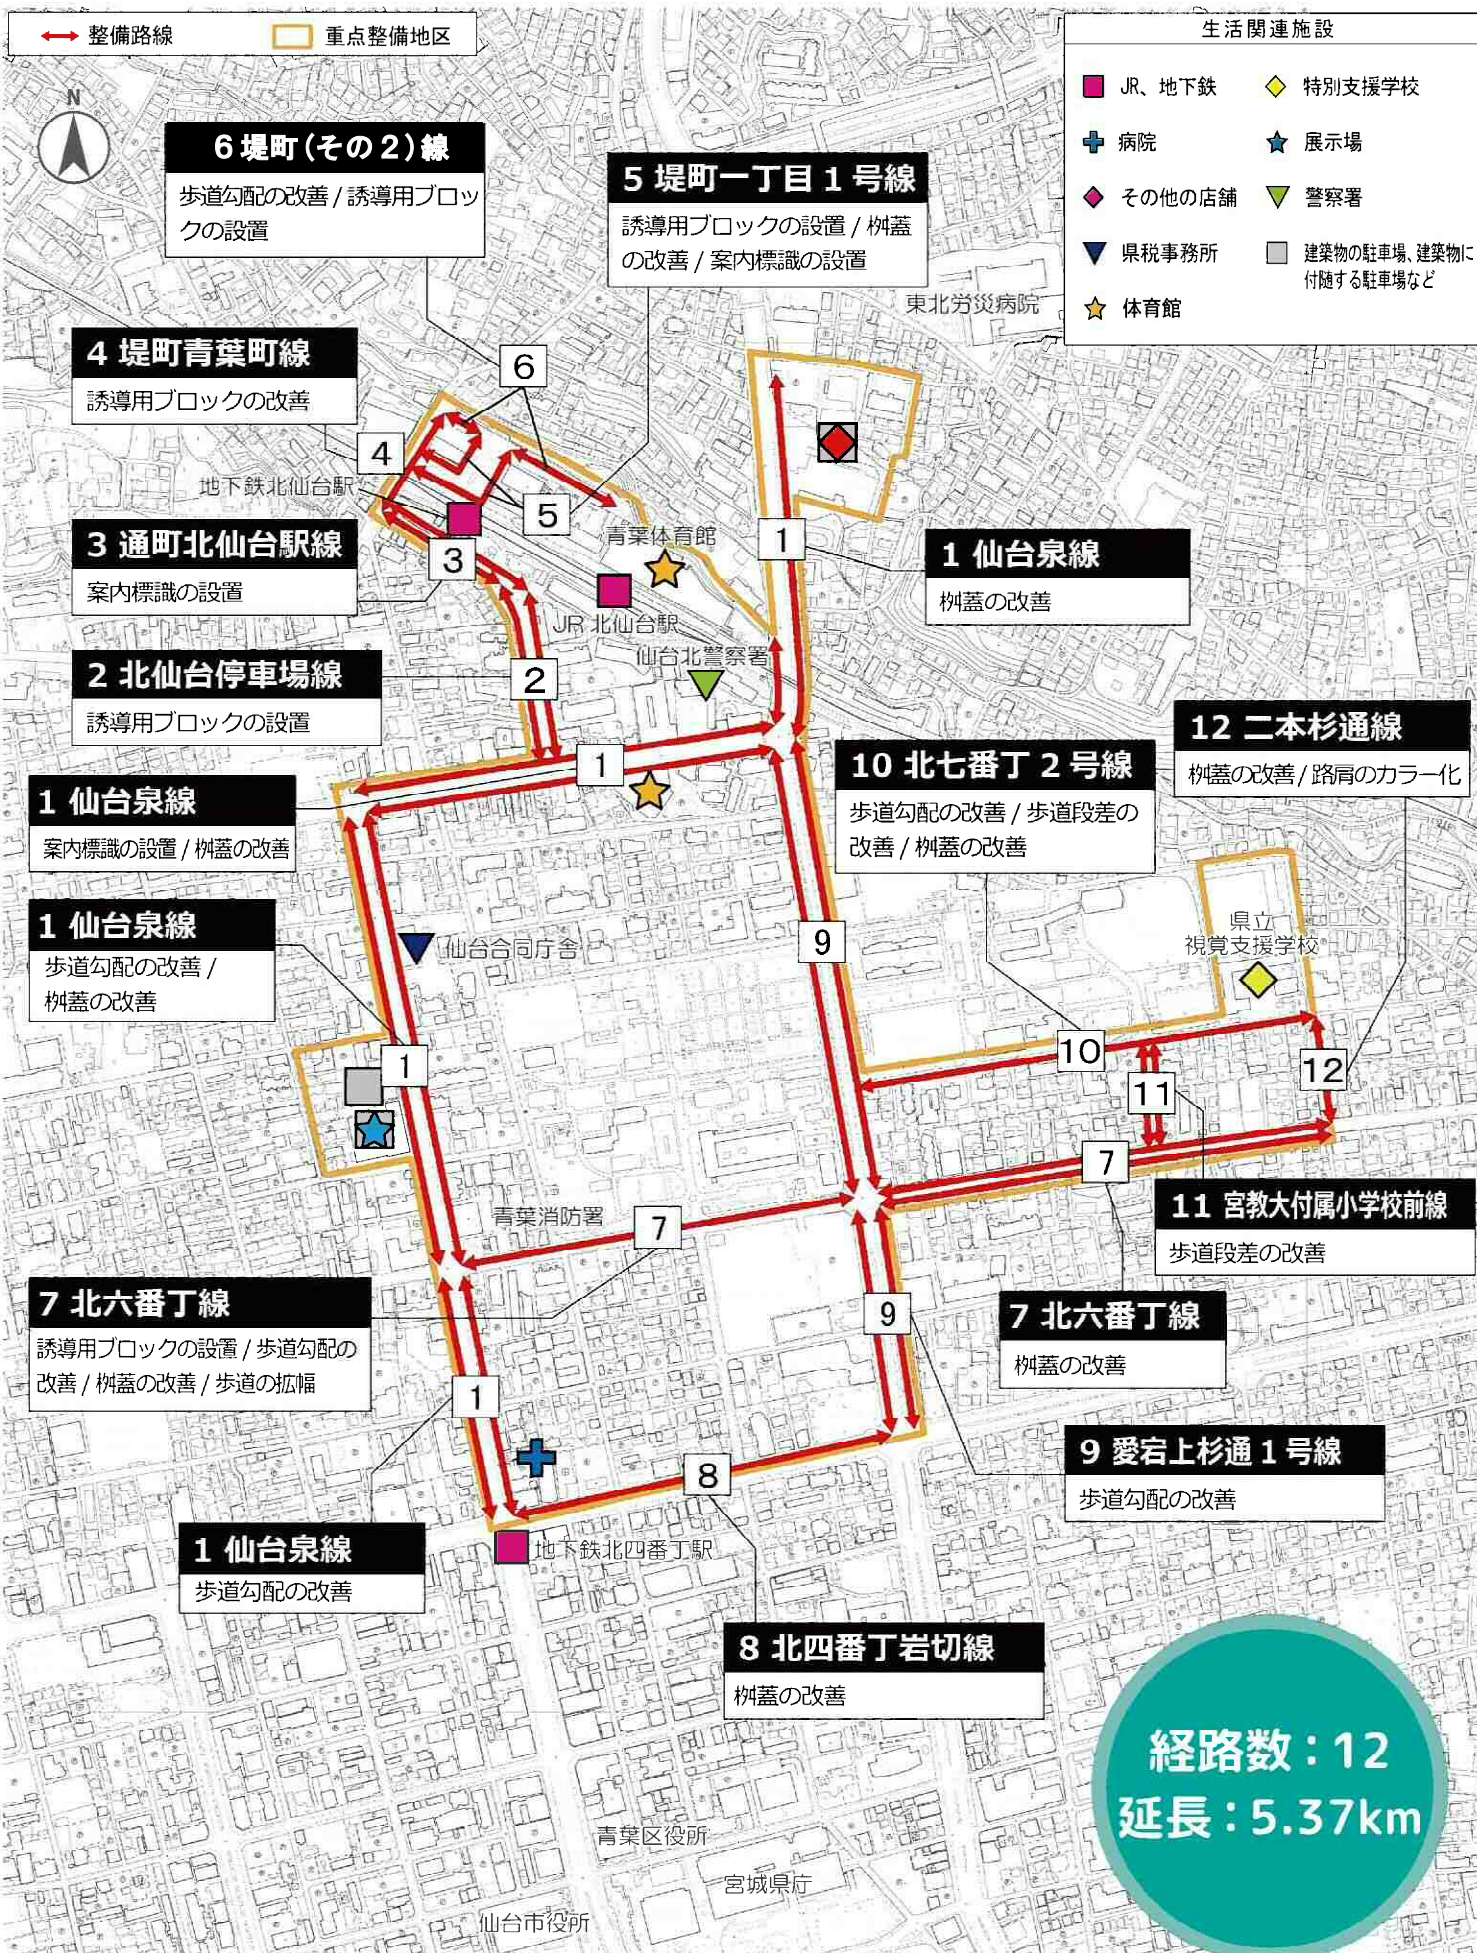 整備路線
重点整備地区
生活関連施設
JR、地下鉄
特別支援学校
病院
展示場
その他の店舗
警察署
県税事務所
建築物の駐車場、建築物に
付随する駐車場など
体育館
N
6 堤町(その2)線
歩道勾配の改善 / 誘導用ブロッ
クの設置
5 堤町一丁目1号線
誘導用ブロックの設置 / 桝蓋
の改善 / 案内標識の設置
東北労災病院
4 堤町青葉町線
誘導用ブロックの改善
6
4
地下鉄北仙台駅
5
3 通町北仙台駅線
案内標識の設置
3
青葉体育館
1
1 仙台泉線
桝蓋の改善
JR 北仙台駅
仙台北警察署
2 北仙台停車場線
誘導用ブロックの設置
2
1
12 二本杉通線
桝蓋の改善 / 路肩のカラー化
10 北七番丁2号線
歩道勾配の改善 / 歩道段差の
改善 / 桝蓋の改善
1 仙台泉線
案内標識の設置 / 桝蓋の改善
1 仙台泉線
歩道勾配の改善 /
桝蓋の改善
仙台合同庁舎
9
県立
視覚支援学校
1
10
11
12
7
青葉消防署
7
11 宮教大付属小学校前線
歩道段差の改善
7 北六番丁線
誘導用ブロックの設置 / 歩道勾配の
改善 / 桝蓋の改善 / 歩道の拡幅
9
7 北六番丁線
桝蓋の改善
1
8
9 愛宕上杉通1号線
歩道勾配の改善
1 仙台泉線
歩道勾配の改善
地下鉄北四番丁駅
8 北四番丁岩切線
桝蓋の改善
経路数：12
延長：5.37km
青葉区役所
宮城県庁
仙台市役所